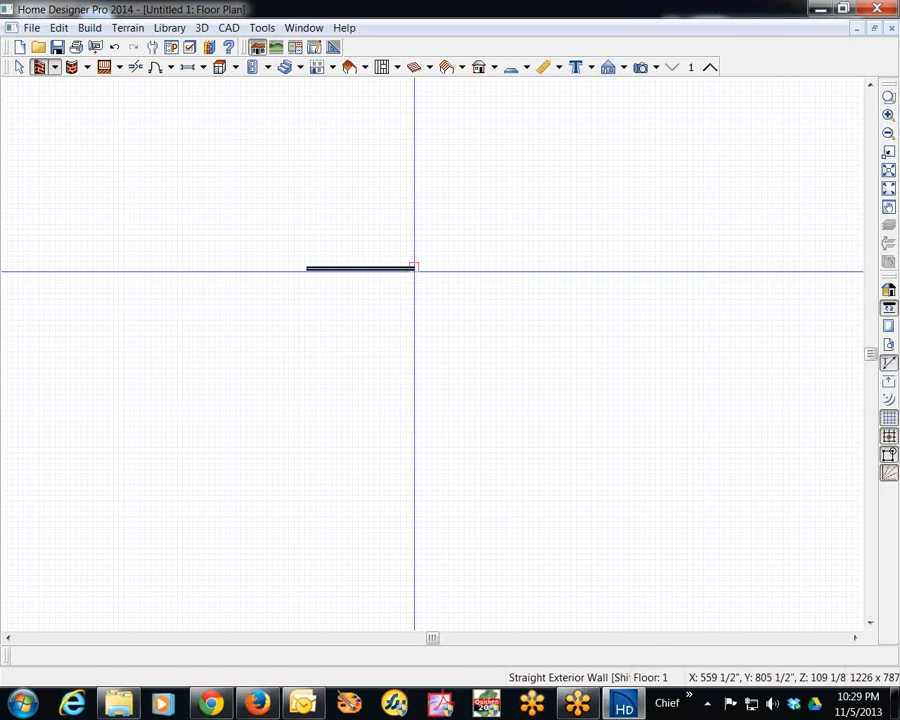 Home Designer Pro 2014 - [Untitled 1: Floor Plan]
File Edit Build Terrain Library 3D CAD Tools Window Help
1
Straight Exterior Wall [Shi Floor: 1 X: 559 1/2", Y: 805 1/2", Z: 109 1/8 1226 x 787
HD Chief » 10:29 PM
11/5/2013